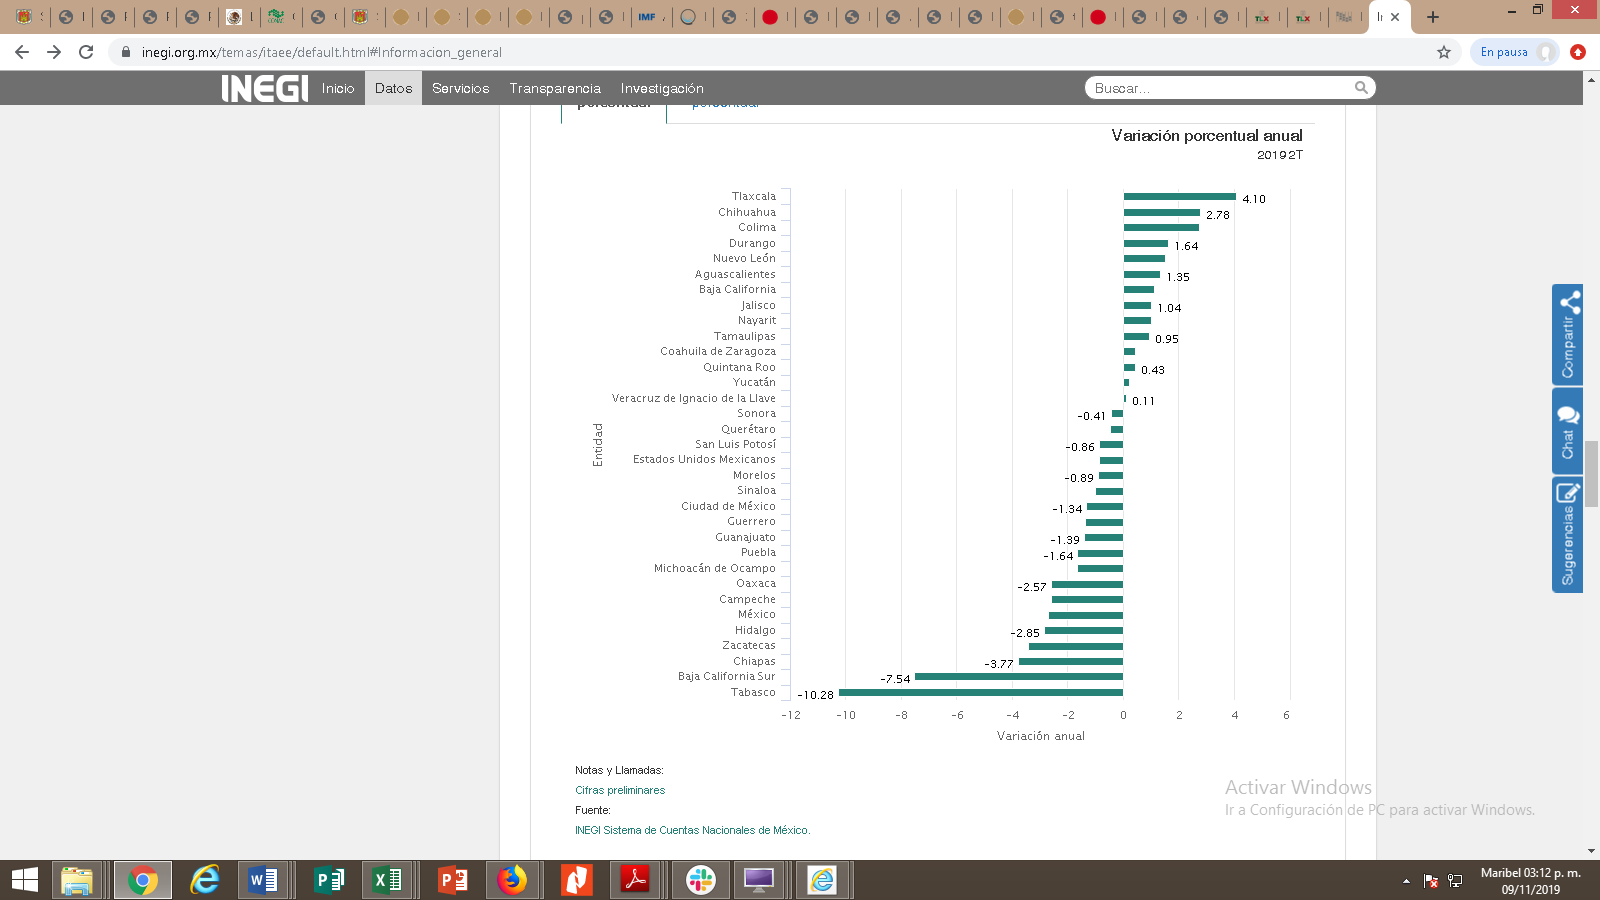 IMF
TLX
TLX
inegi.org.mx/temas/itaee/default.html#Informacion_general
En pausa
INEGI Inicio Datos Servicios Transparencia Investigación
Buscar...
porcentual porcentual
Variación porcentual anual
2019 2T
Tlaxcala 4.10
Chihuahua 2.78
Colima
Durango 1.64
Nuevo León
Aguascalientes 1.35
Baja California
Jalisco 1.04
Nayarit
Tamaulipas 0.95
Coahuila de Zaragoza
Quintana Roo 0.43
Yucatán
Veracruz de Ignacio de la Llave 0.11
Sonora -0.41
Querétaro
San Luis Potosí -0.86
Estados Unidos Mexicanos
Morelos -0.89
Sinaloa
Ciudad de México -1.34
Guerrero
Guanajuato -1.39
Puebla -1.64
Michoacán de Ocampo
Oaxaca -2.57
Campeche
México
Hidalgo -2.85
Zacatecas
Chiapas -3.77
Baja California Sur -7.54
Tabasco -10.28
Entidad
-12 -10 -8 -6 -4 -2 0 2 4 6
Variación anual
Compartir
Chat
Sugerencias
Notas y Llamadas:
Cifras preliminares
Fuente:
INEGI Sistema de Cuentas Nacionales de México.
Activar Windows
Ir a Configuración de PC para activar Windows.
Maribel 03:12 p. m.
09/11/2019